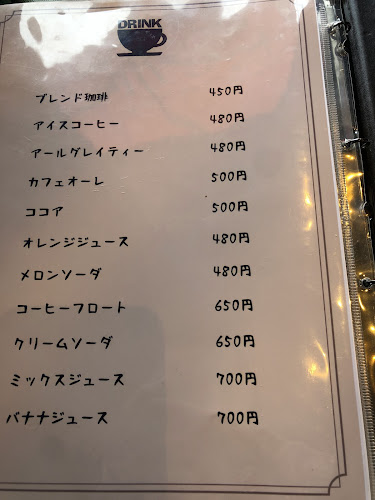 DRINK
ブレンド珈琲 450円
アイスコーヒー 480円
アールグレイティー 480円
カフェオーレ 500円
ココア 500円
オレンジジュース 480円
メロンソーダ 480円
コーヒーフロート 650円
クリームソーダ 650円
ミックスジュース 700円
バナナジュース 700円